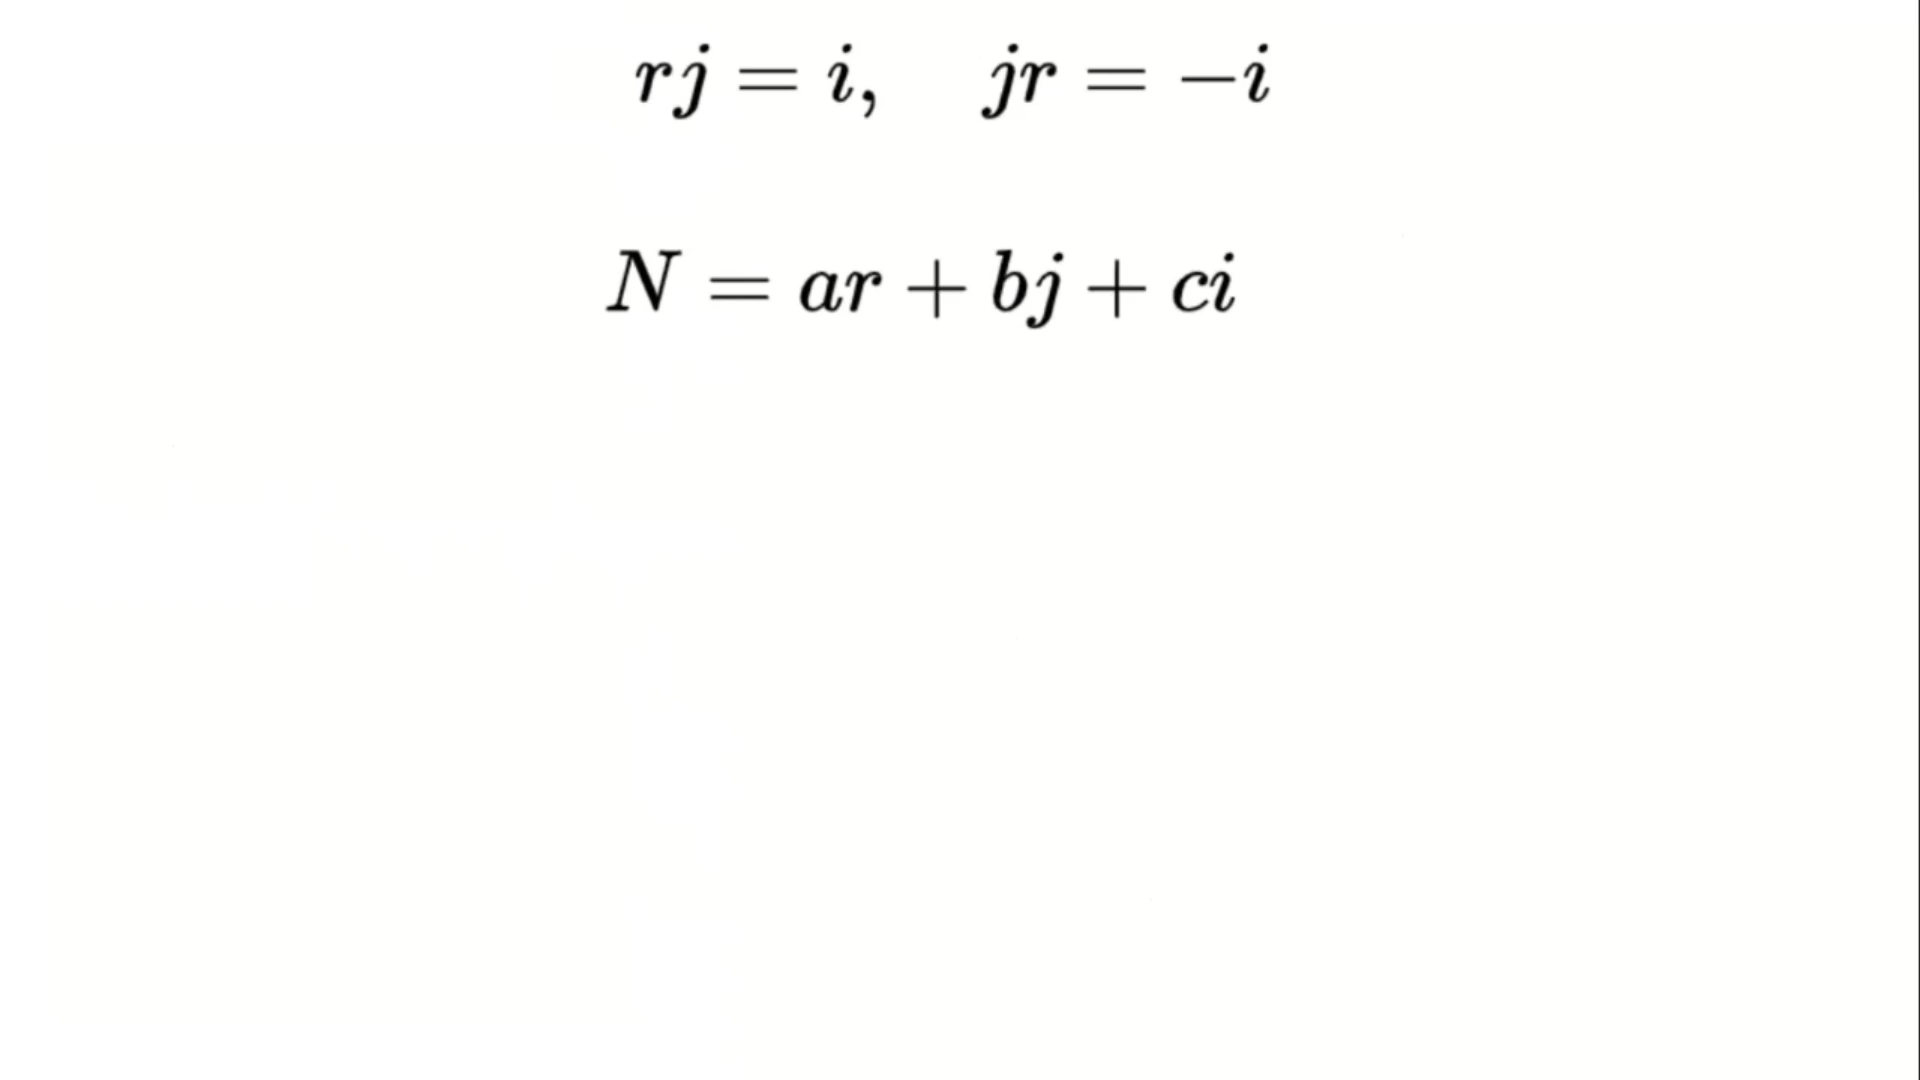 rj = i, jr = −i
N = ar + bj + ci